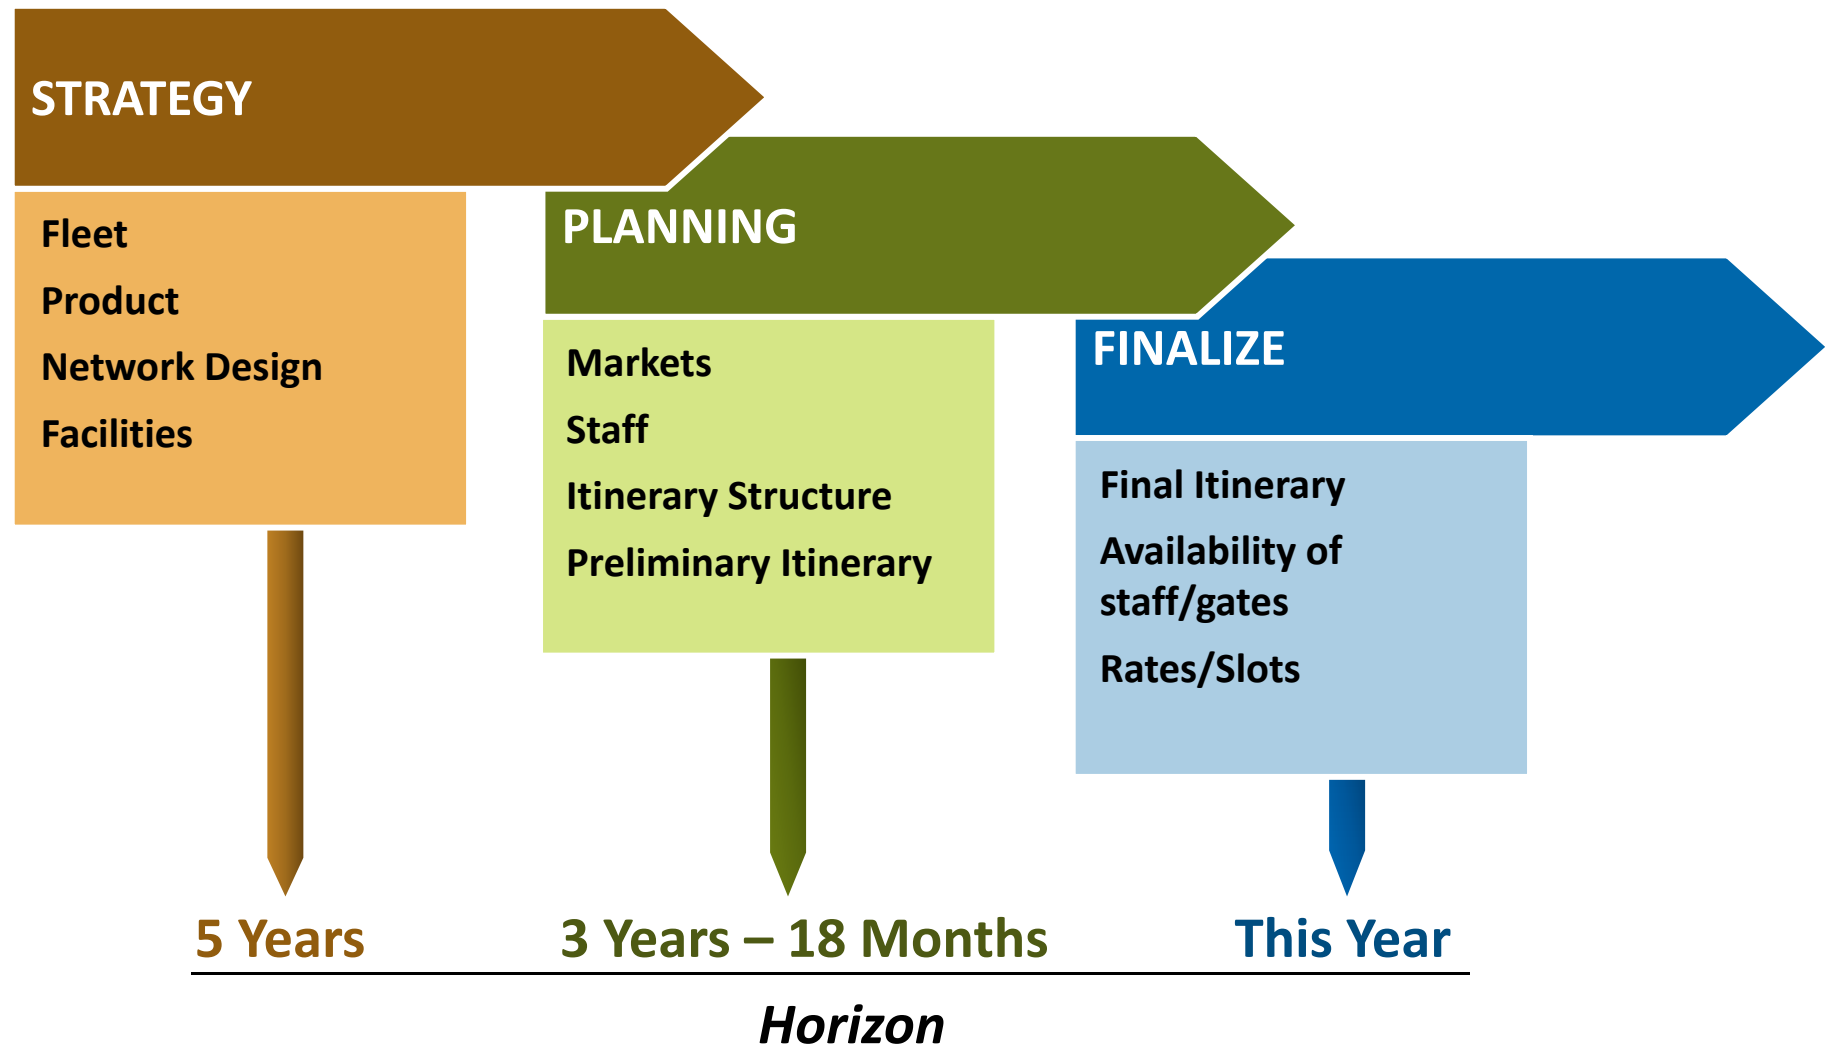 STRATEGY
Fleet
Product
Network Design
Facilities
PLANNING
Markets
Staff
Itinerary Structure
Preliminary Itinerary
FINALIZE
Final Itinerary
Availability of
staff/gates
Rates/Slots
5 Years
3 Years – 18 Months
This Year
Horizon